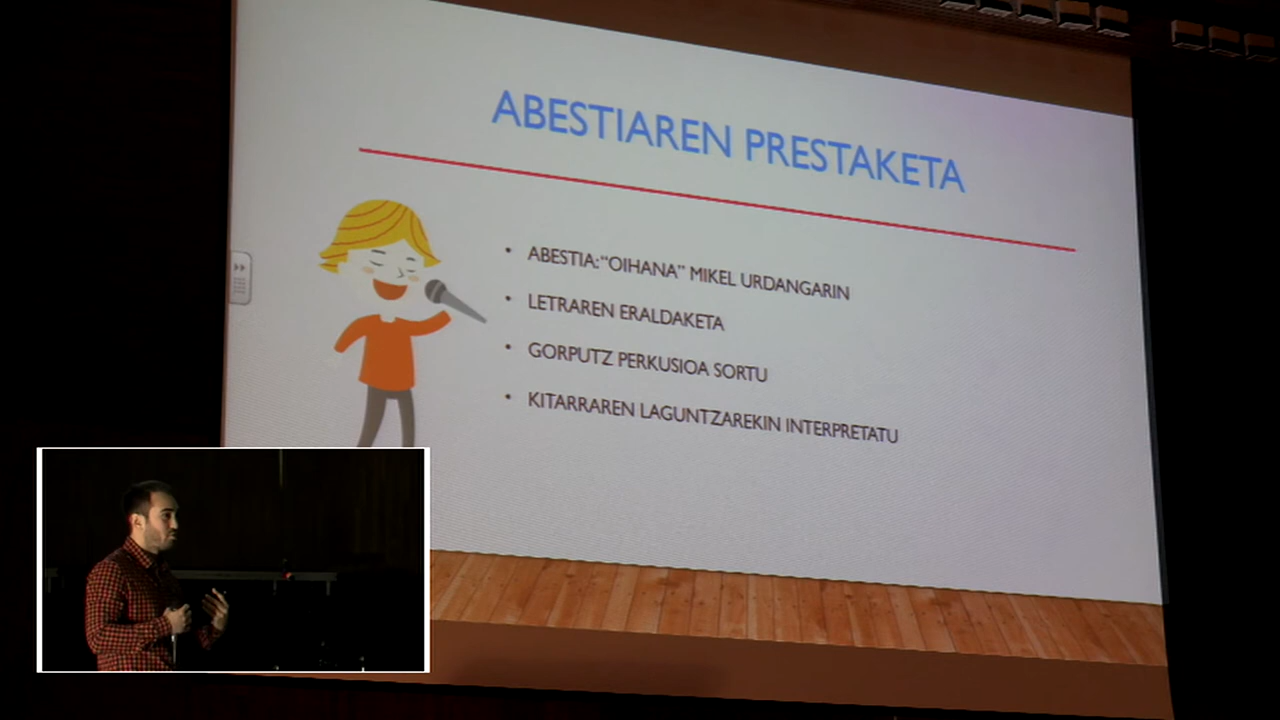 ABESTIAREN PRESTAKETA
• ABESTIA: "OIHANA" MIKEL URDANGARIN
• LETRAREN ERALDAKETA
• GORPUTZ PERKUSIOA SORTU
• KITARRAREN LAGUNTZAREKIN INTERPRETATU